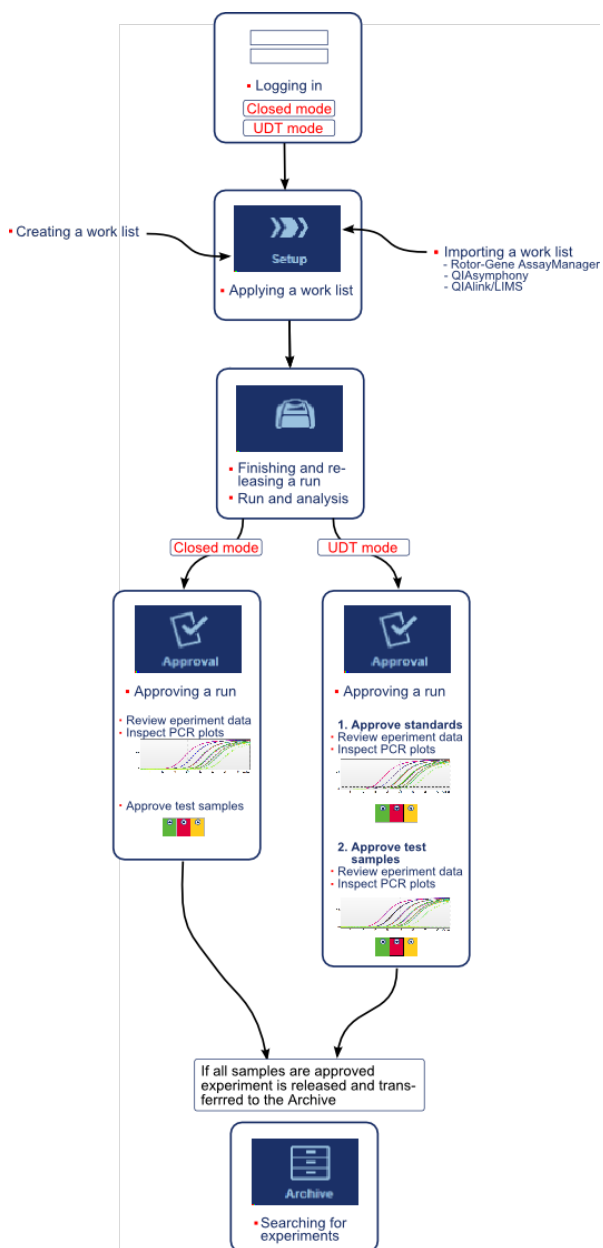 Logging in
Closed mode
UDT mode
Creating a work list
Setup
Applying a work list
Importing a work list
- Rotor-Gene AssayManager
- QIAsymphony
- QIAlink/LIMS
Finishing and re-
leasing a run
Run and analysis
Closed mode
UDT mode
Approval
Approving a run
Review eperiment data
Inspect PCR plots
Approve test samples
Approval
Approving a run
1. Approve standards
Review eperiment data
Inspect PCR plots
2. Approve test
samples
Review eperiment data
Inspect PCR plots
If all samples are approved
experiment is released and trans-
ferrred to the Archive
Archive
Searching for
experiments